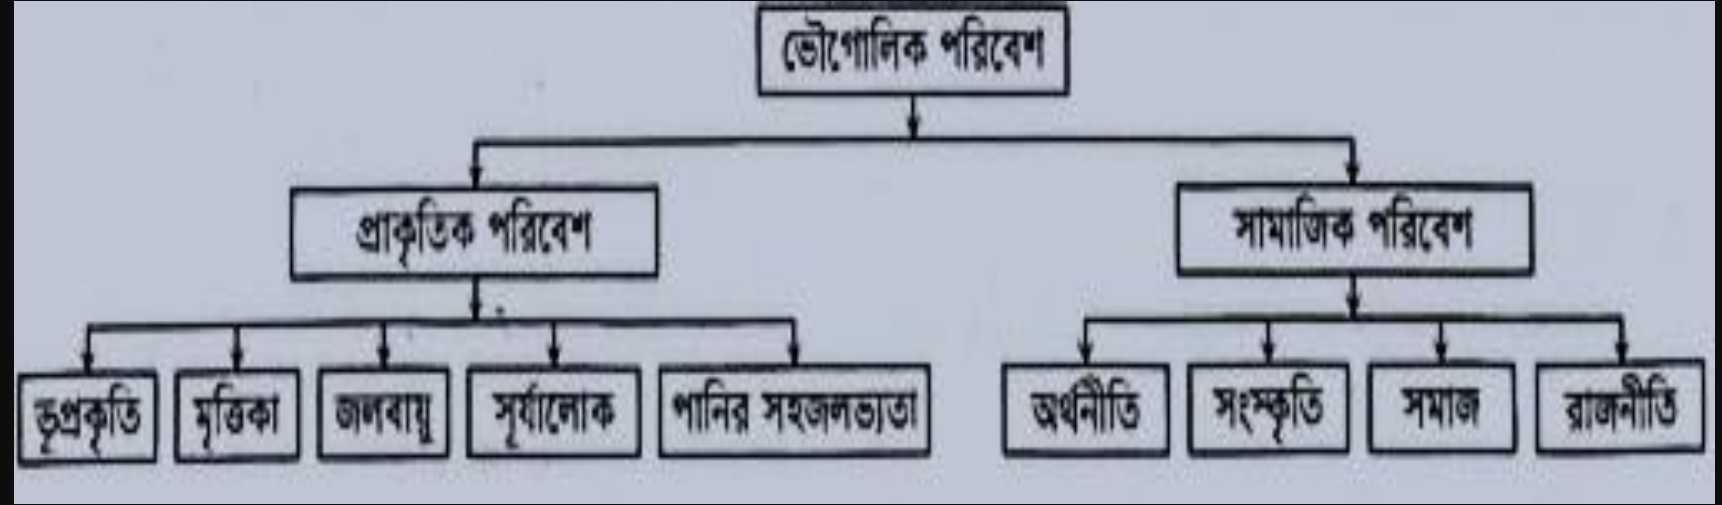 ভৌগোলিক পরিবেশ
প্রাকৃতিক পরিবেশ
সামাজিক পরিবেশ
ভূপ্রকৃতি
মৃত্তিকা
জলবায়ু
সূর্যালোক
পানির সহজলভ্যতা
অর্থনীতি
সংস্কৃতি
সমাজ
রাজনীতি